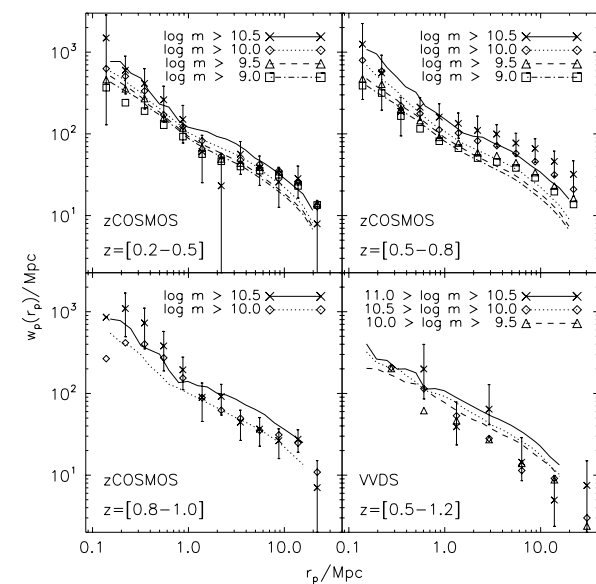 log m > 10.5
log m > 10.0
log m > 9.5
log m > 9.0
10³
10²
10¹
zCOSMOS
z=[0.2−0.5]
log m > 10.5
log m > 10.0
log m > 9.5
log m > 9.0
zCOSMOS
z=[0.5−0.8]
wₚ(rₚ)/Mpc
log m > 10.5
log m > 10.0
10³
10²
10¹
zCOSMOS
z=[0.8−1.0]
11.0 > log m > 10.5
10.5 > log m > 10.0
10.0 > log m > 9.5
VVDS
z=[0.5−1.2]
0.1 1.0 10.0 0.1 1.0 10.0
rₚ/Mpc